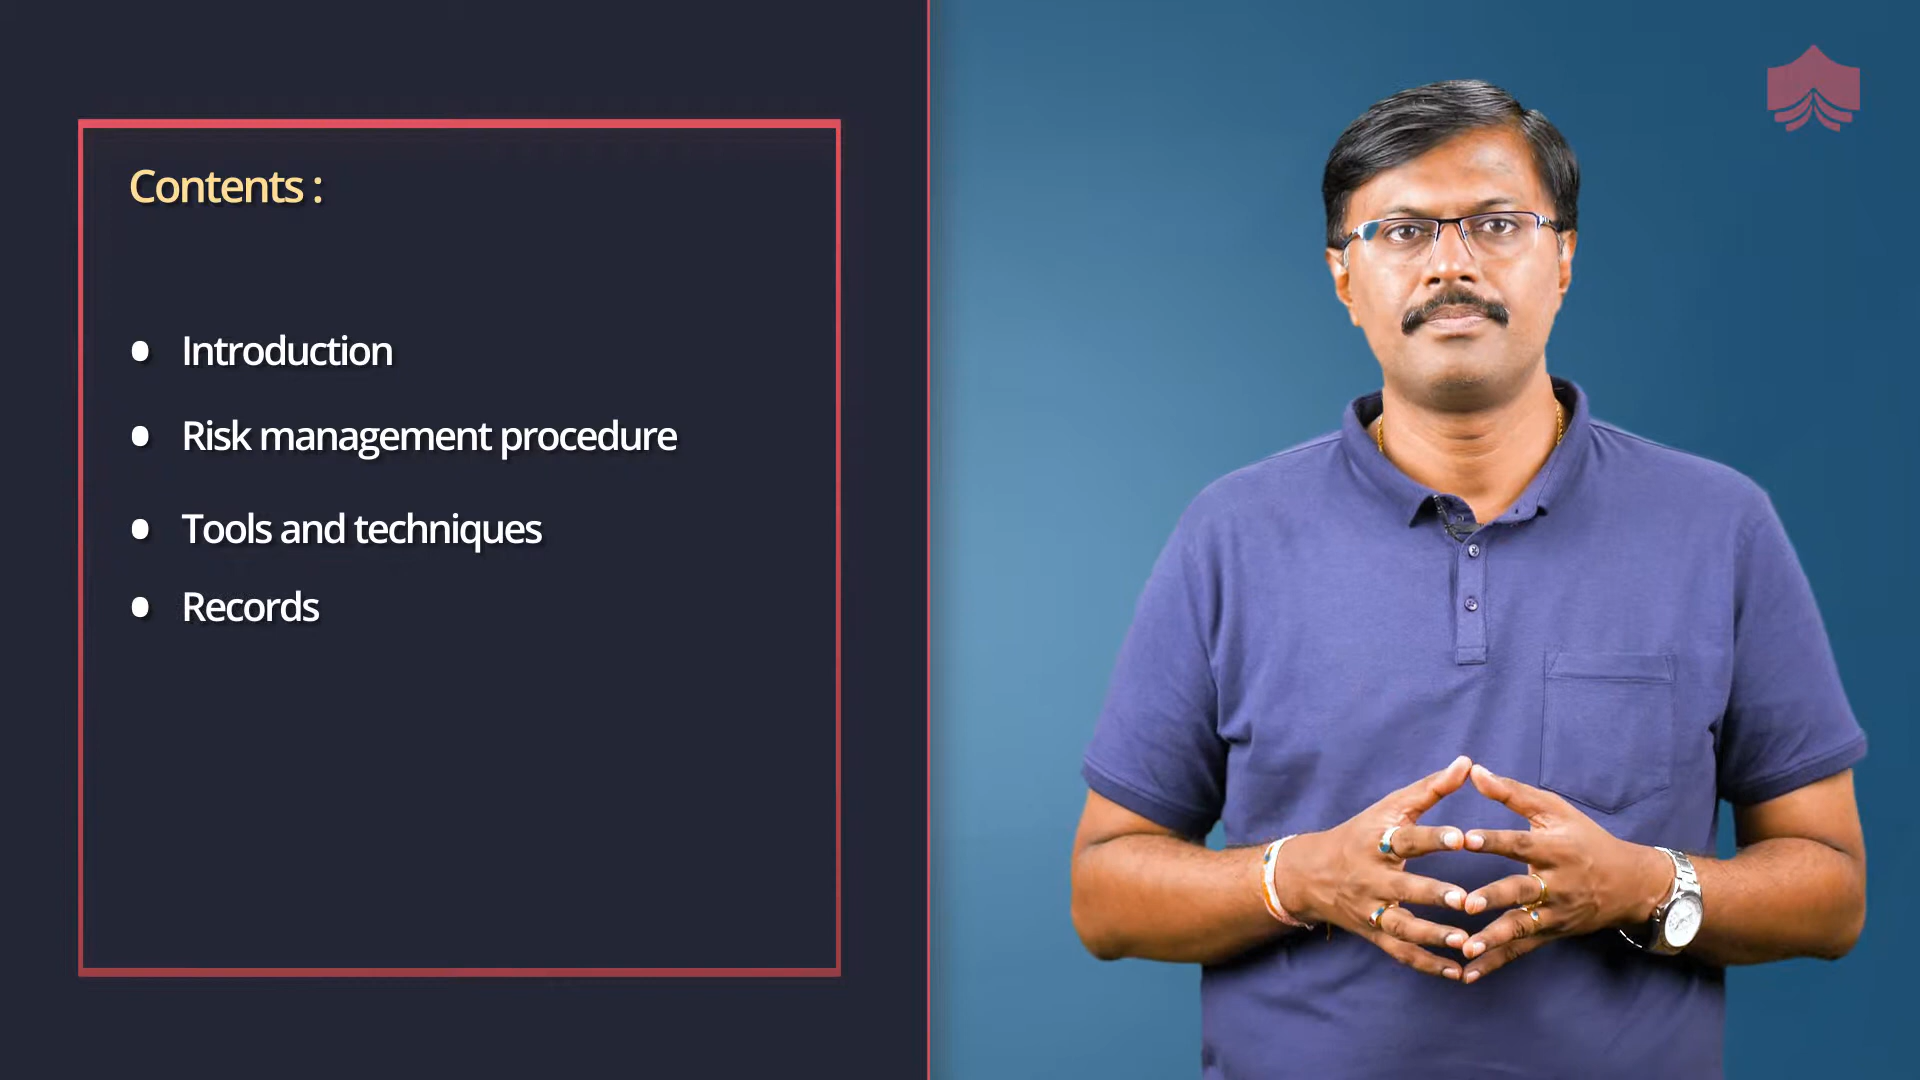 Contents :
• Introduction
• Risk management procedure
• Tools and techniques
• Records